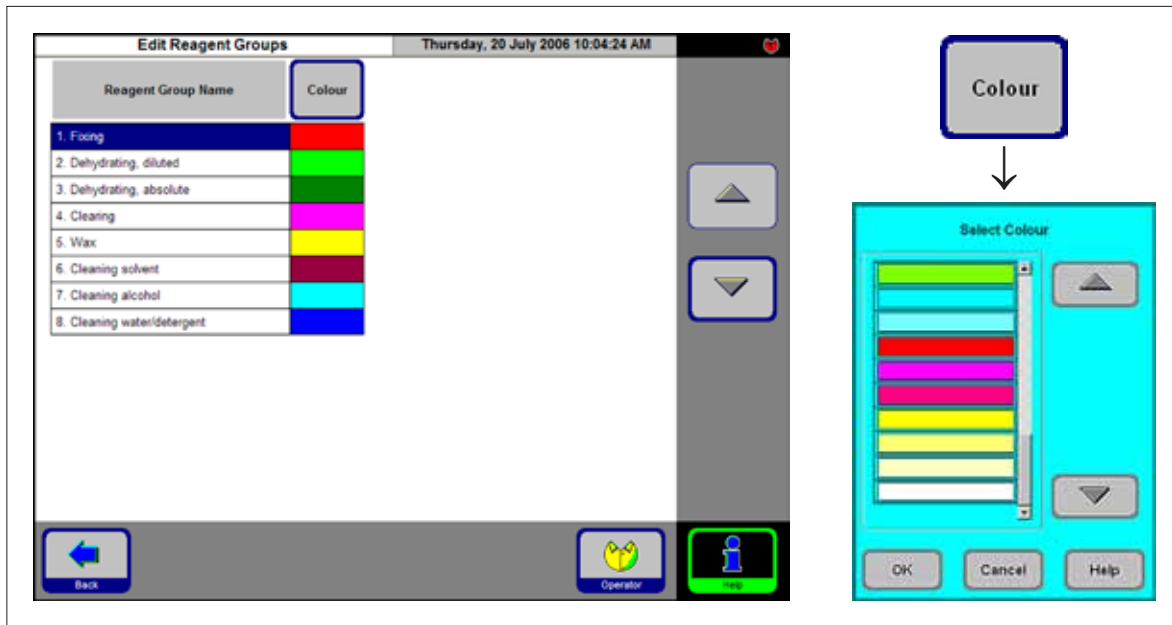 Edit Reagent Groups Thursday, 20 July 2006 10:04:24 AM
Reagent Group Name Colour
1. Fixing
2. Dehydrating, diluted
3. Dehydrating, absolute
4. Clearing
5. Wax
6. Cleaning solvent
7. Cleaning alcohol
8. Cleaning water/detergent
Back Operator Help
Colour
Select Colour
OK Cancel Help